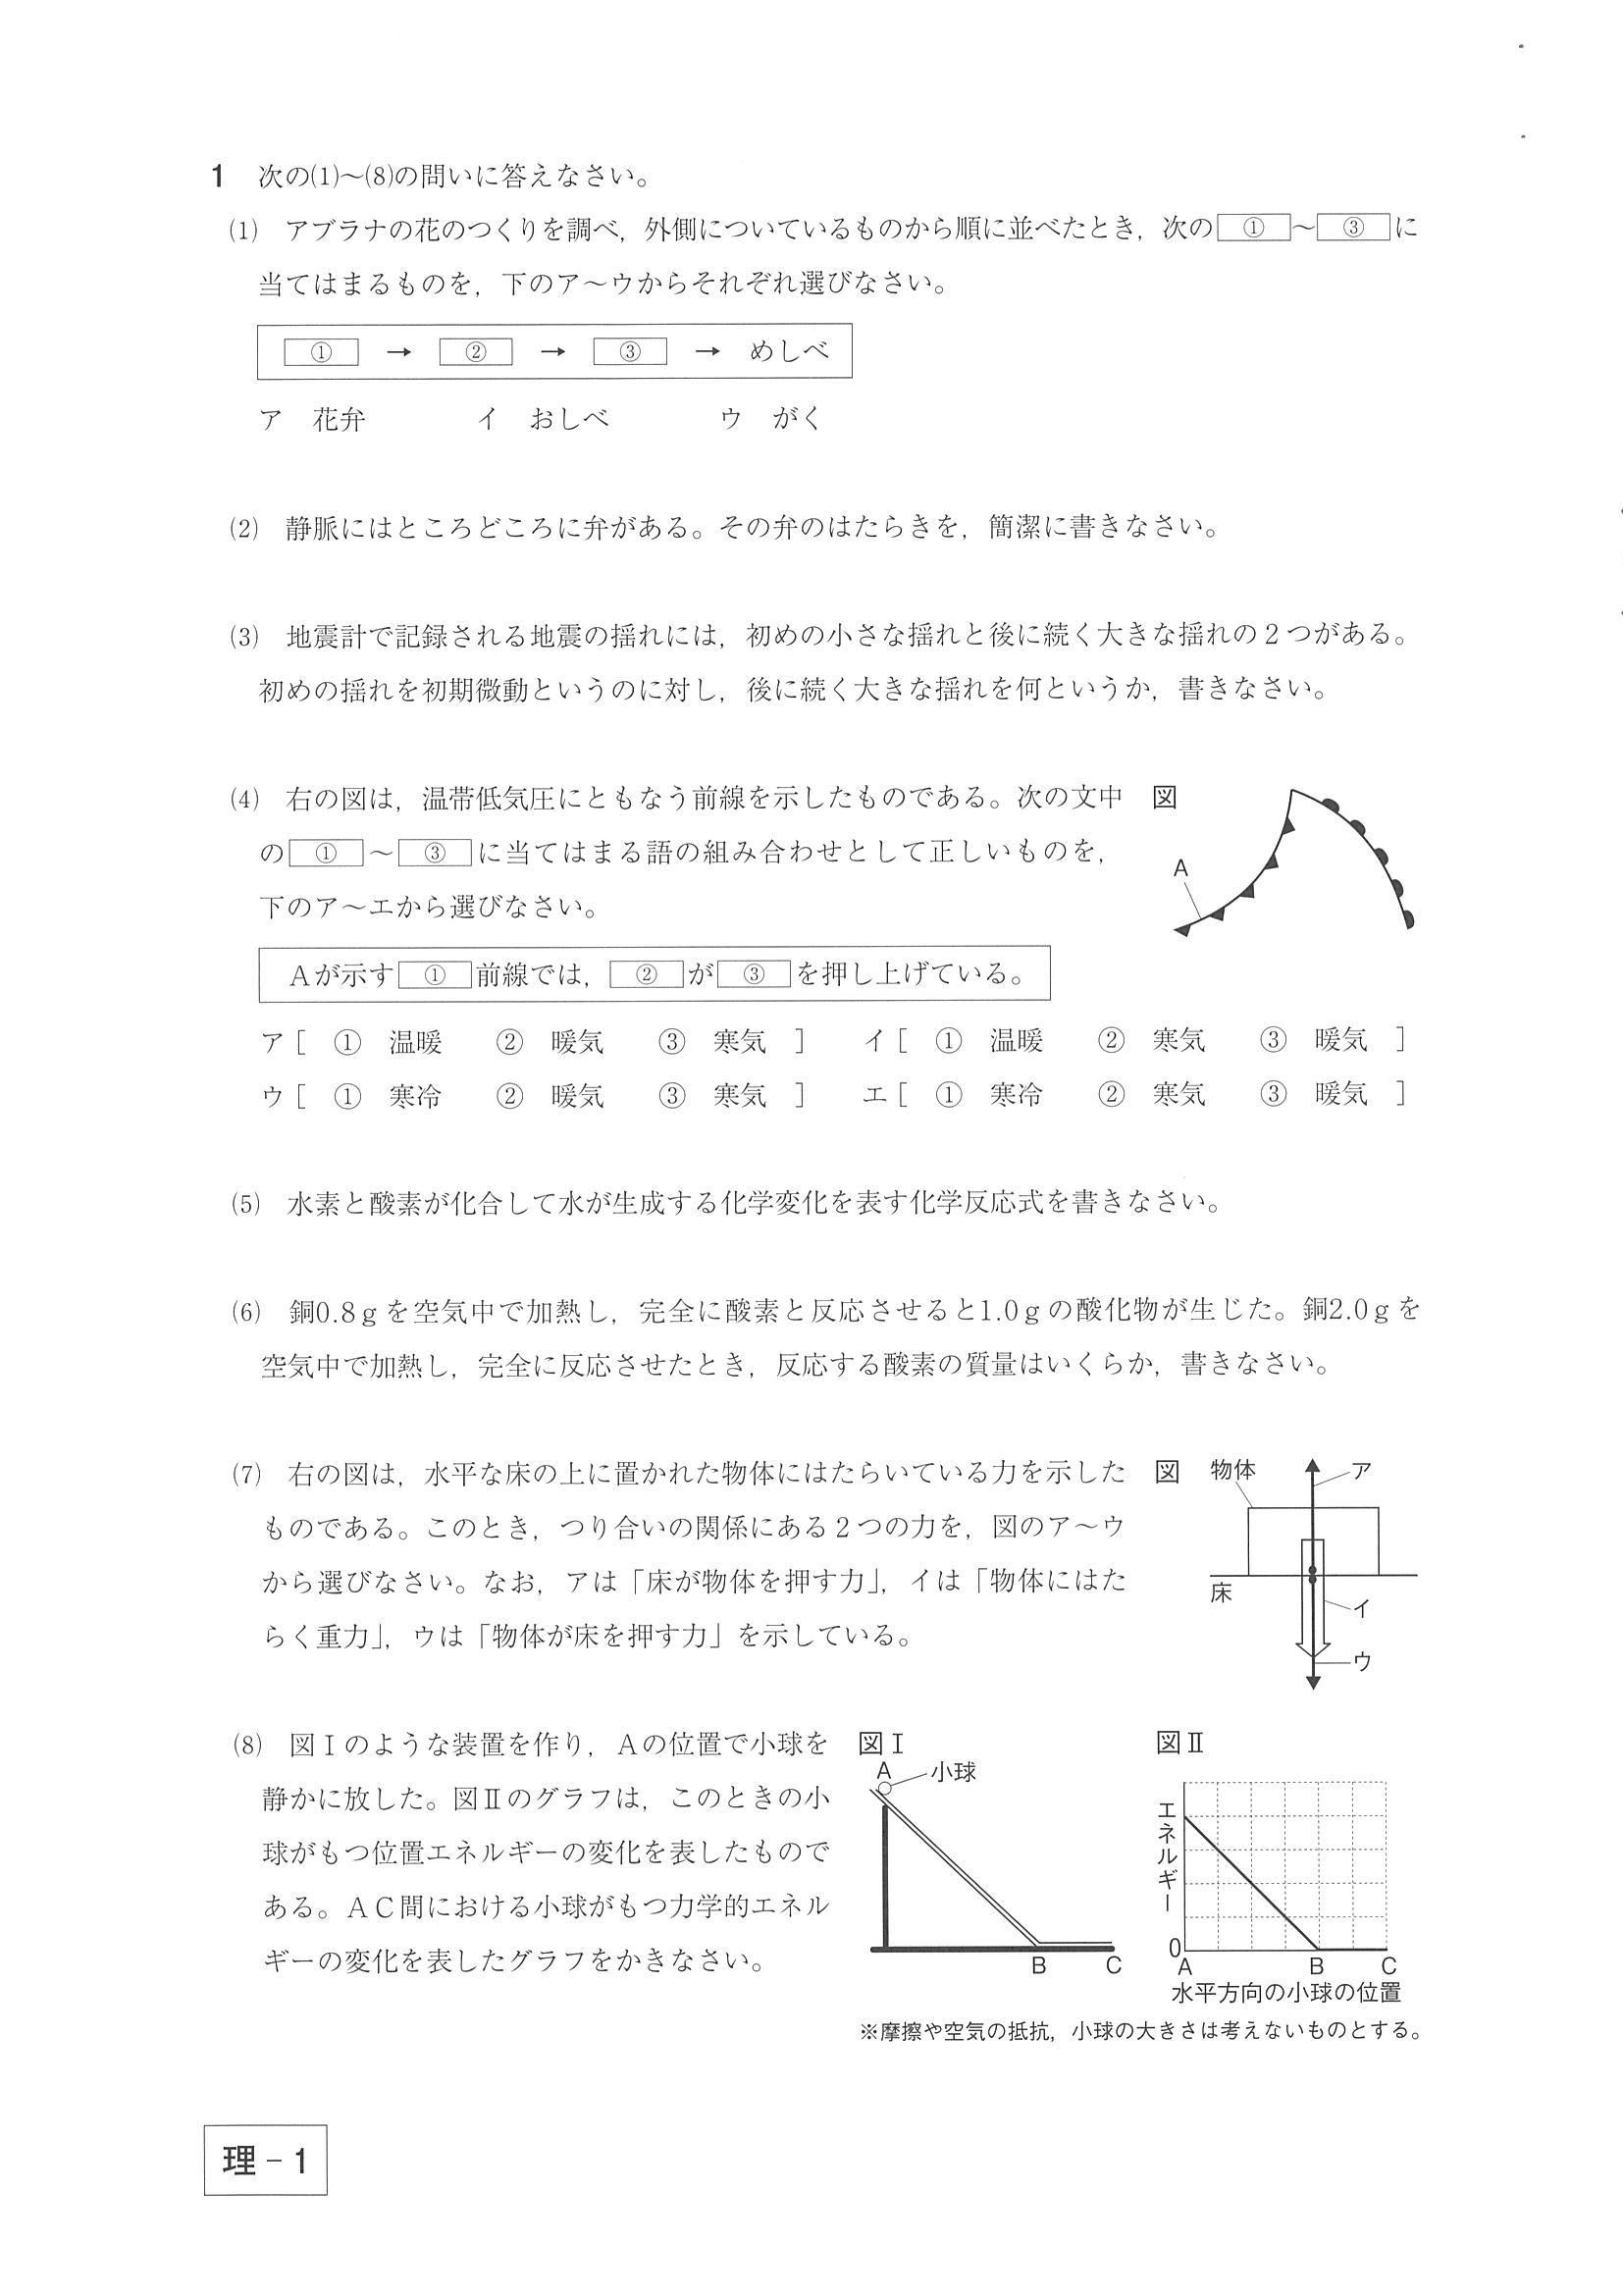 1 次の⑴～⑻の問いに答えなさい。
⑴ アブラナの花のつくりを調べ，外側についているものから順に並べたとき，次の ① ～ ③ に
当てはまるものを，下のア～ウからそれぞれ選びなさい。
① → ② → ③ → めしべ
ア 花弁 イ おしべ ウ がく
⑵ 静脈にはところどころに弁がある。その弁のはたらきを，簡潔に書きなさい。
⑶ 地震計で記録される地震の揺れには，初めの小さな揺れと後に続く大きな揺れの２つがある。
初めの揺れを初期微動というのに対し，後に続く大きな揺れを何というか，書きなさい。
⑷ 右の図は，温帯低気圧にともなう前線を示したものである。次の文中
の ① ～ ③ に当てはまる語の組み合わせとして正しいものを，
下のア～エから選びなさい。
図
A
Ａが示す ① 前線では， ② が ③ を押し上げている。
ア［ ① 温暖 ② 暖気 ③ 寒気 ］ イ［ ① 温暖 ② 寒気 ③ 暖気 ］
ウ［ ① 寒冷 ② 暖気 ③ 寒気 ］ エ［ ① 寒冷 ② 寒気 ③ 暖気 ］
⑸ 水素と酸素が化合して水が生成する化学変化を表す化学反応式を書きなさい。
⑹ 銅0.8ｇを空気中で加熱し，完全に酸素と反応させると1.0ｇの酸化物が生じた。銅2.0ｇを
空気中で加熱し，完全に反応させたとき，反応する酸素の質量はいくらか，書きなさい。
⑺ 右の図は，水平な床の上に置かれた物体にはたらいている力を示した
ものである。このとき，つり合いの関係にある２つの力を，図のア～ウ
から選びなさい。なお，アは「床が物体を押す力」，イは「物体にはた
らく重力」，ウは「物体が床を押す力」を示している。
図 物体 ア
床
イ
ウ
⑻ 図Ⅰのような装置を作り，Ａの位置で小球を
静かに放した。図Ⅱのグラフは，このときの小
球がもつ位置エネルギーの変化を表したもので
ある。ＡＣ間における小球がもつ力学的エネル
ギーの変化を表したグラフをかきなさい。
図Ⅰ
A
小球
B C
図Ⅱ
エネルギー
0
A B C
水平方向の小球の位置
※摩擦や空気の抵抗，小球の大きさは考えないものとする。
理－1